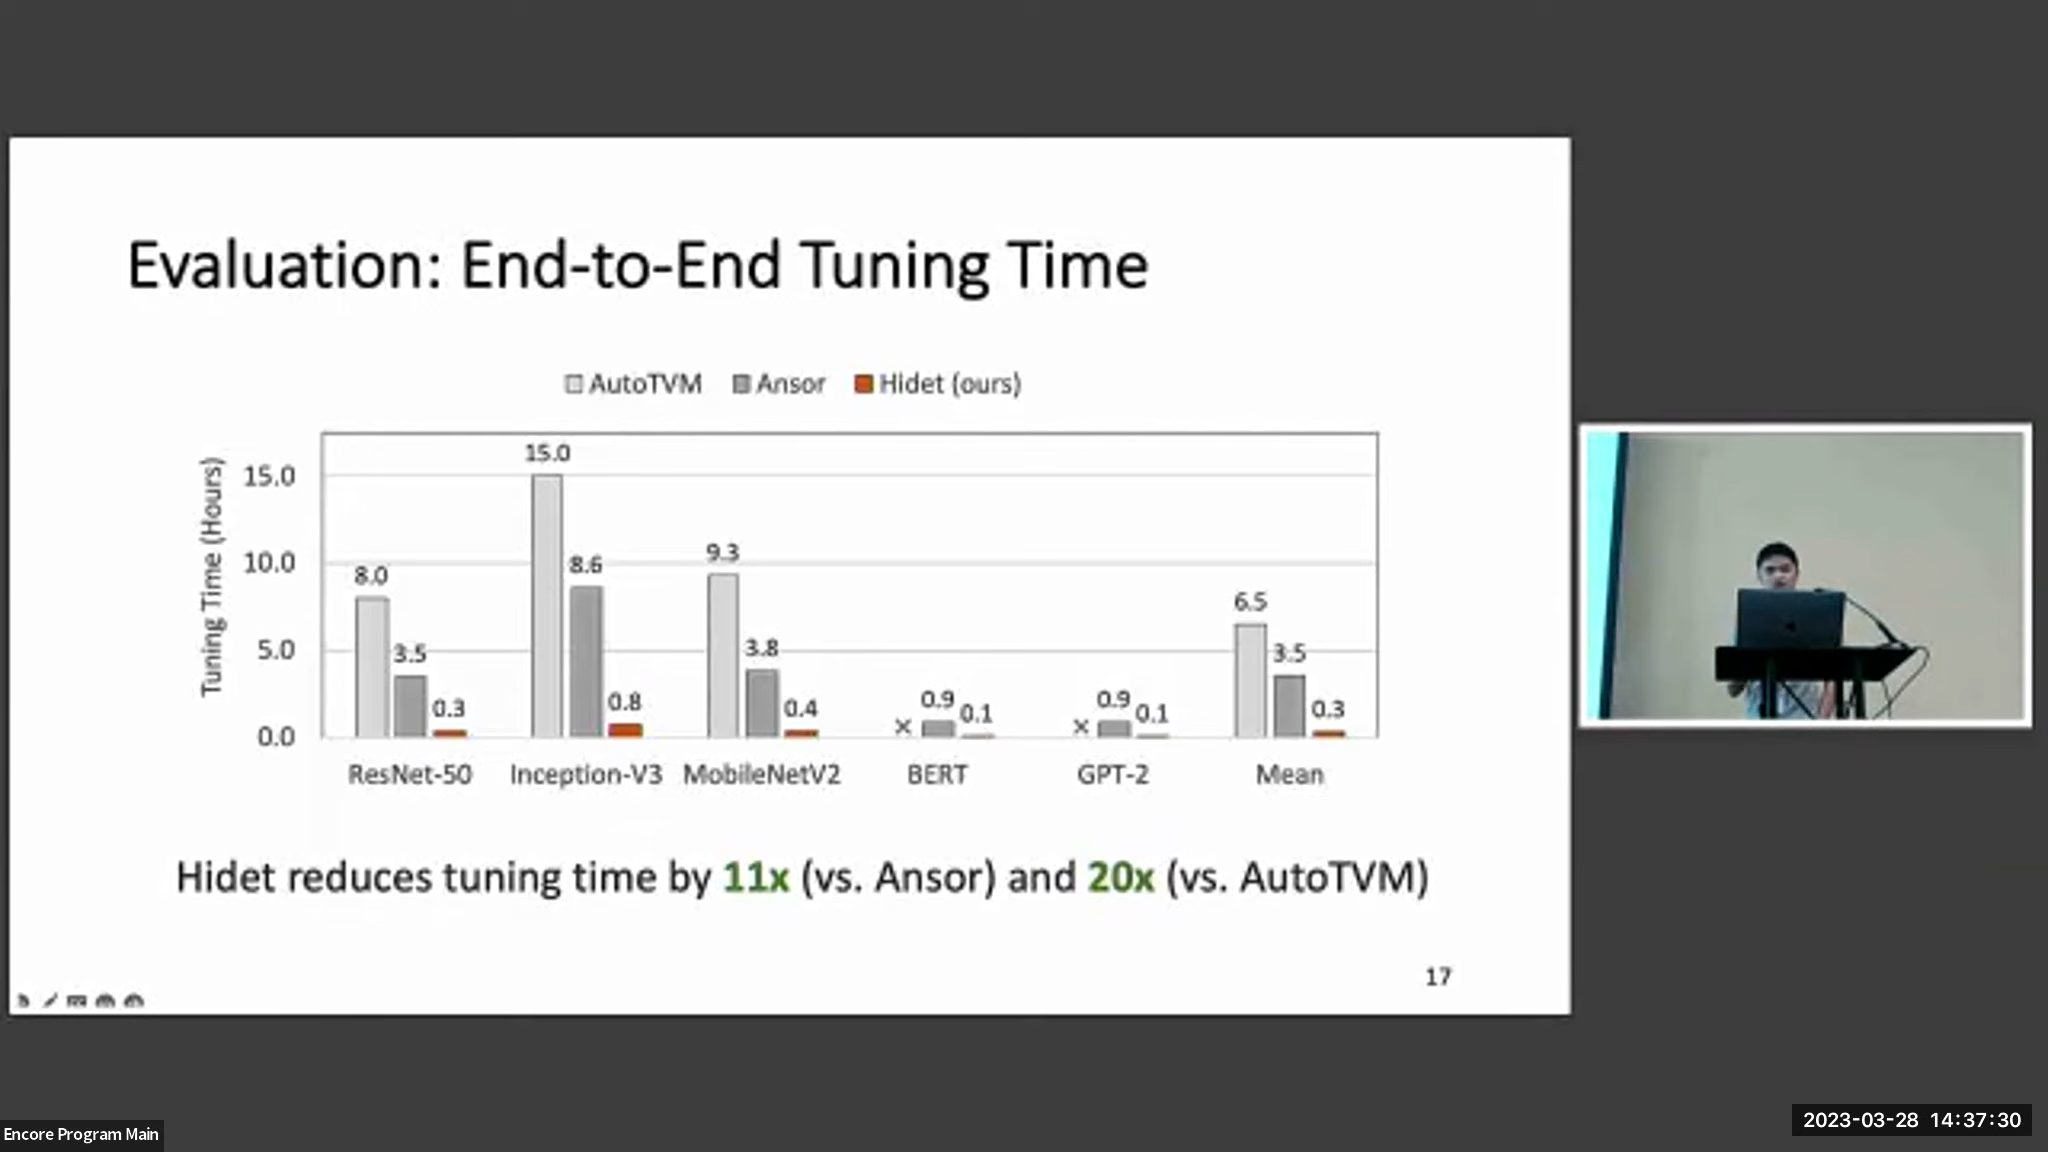 Evaluation: End-to-End Tuning Time
AutoTVM Ansor Hidet (ours)
Tuning Time (Hours)
15.0
10.0
5.0
0.0
8.0 3.5 0.3
15.0 8.6 0.8
9.3 3.8 0.4
× 0.9 0.1
× 0.9 0.1
6.5 3.5 0.3
ResNet-50 Inception-V3 MobileNetV2 BERT GPT-2 Mean
Hidet reduces tuning time by 11x (vs. Ansor) and 20x (vs. AutoTVM)
17
Encore Program Main
2023-03-28 14:37:30